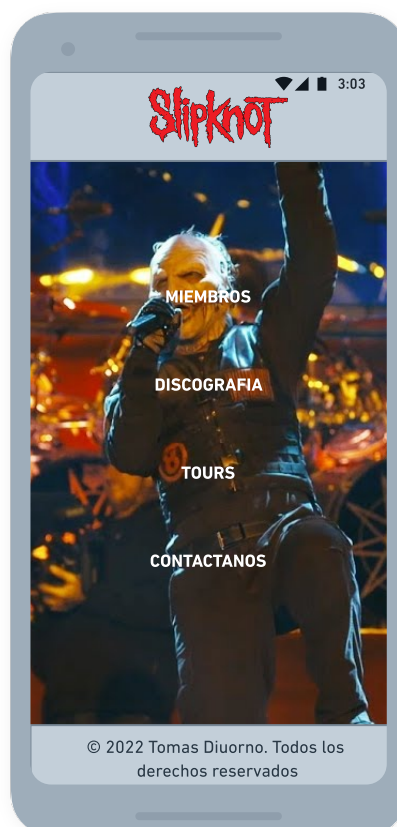 3:03
SlipknoT
MIEMBROS
DISCOGRAFIA
TOURS
CONTACTANOS
© 2022 Tomas Diuorno. Todos los
derechos reservados